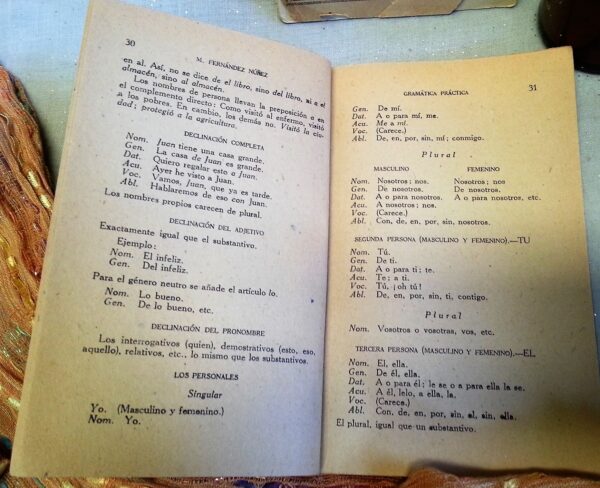 30
M. FERNÁNDEZ NÚÑEZ
en al. Así, no se dice de el libro, sino del libro, ni a el
almacén, sino al almacén.
Los nombres de persona llevan la preposición a en
el complemento directo: Como visitó al enfermo, visitó
a los pobres. En cambio, los demás no. Visitó la ciu-
dad; protegió a la agricultura.
DECLINACIÓN COMPLETA
Nom. Juan tiene una casa grande.
Gen. La casa de Juan es grande.
Dat. Quiero regalar esto a Juan.
Acu. Ayer he visto a Juan.
Voc. Vamos, Juan, que ya es tarde.
Abl. Hablaremos de eso con Juan.
Los nombres propios carecen de plural.
DECLINACIÓN DEL ADJETIVO
Exactamente igual que el substantivo.
Ejemplo:
Nom. El infeliz.
Gen. Del infeliz.
Para el género neutro se añade el artículo lo.
Nom. Lo bueno.
Gen. De lo bueno, etc.
DECLINACIÓN DEL PRONOMBRE
Los interrogativos (quien), demostrativos (esto, eso,
aquello), relativos, etc., lo mismo que los substantivos.
LOS PERSONALES
Singular
Yo. (Masculino y femenino.)
Nom. Yo.
GRAMÁTICA PRÁCTICA
31
Gen. De mí.
Dat. A o para mí, me.
Acu. Me a mí.
Voc. (Carece.)
Abl. De, en, por, sin, mí; conmigo.
Plural
MASCULINO FEMENINO
Nom. Nosotros; nos. Nosotros; nos
Gen. De nosotros. De nosotros.
Dat. A o para nosotros. A o para nosotros, etc.
Acu. A nosotros; nos.
Voc. (Carece.)
Abl. Con, de, en, por, sin, nosotros.
SEGUNDA PERSONA (MASCULINO Y FEMENINO).—TU
Nom. Tú.
Gen. De ti.
Dat. A o para ti; te.
Acu. Te; a ti.
Voc. Tú, ¡oh tú!
Abl. De, en, por, sin, ti, contigo.
Plural
Nom. Vosotros o vosotras, vos, etc.
TERCERA PERSONA (MASCULINO Y FEMENINO).—EL
Nom. El, ella.
Gen. De él, ella.
Dat. A o para él; le se o a para ella la se.
Acu. A él, lelo, a ella, la.
Voc. (Carece.)
Abl. Con, de, en, por, sin, el, sin, ella.
El plural, igual que un substantivo.